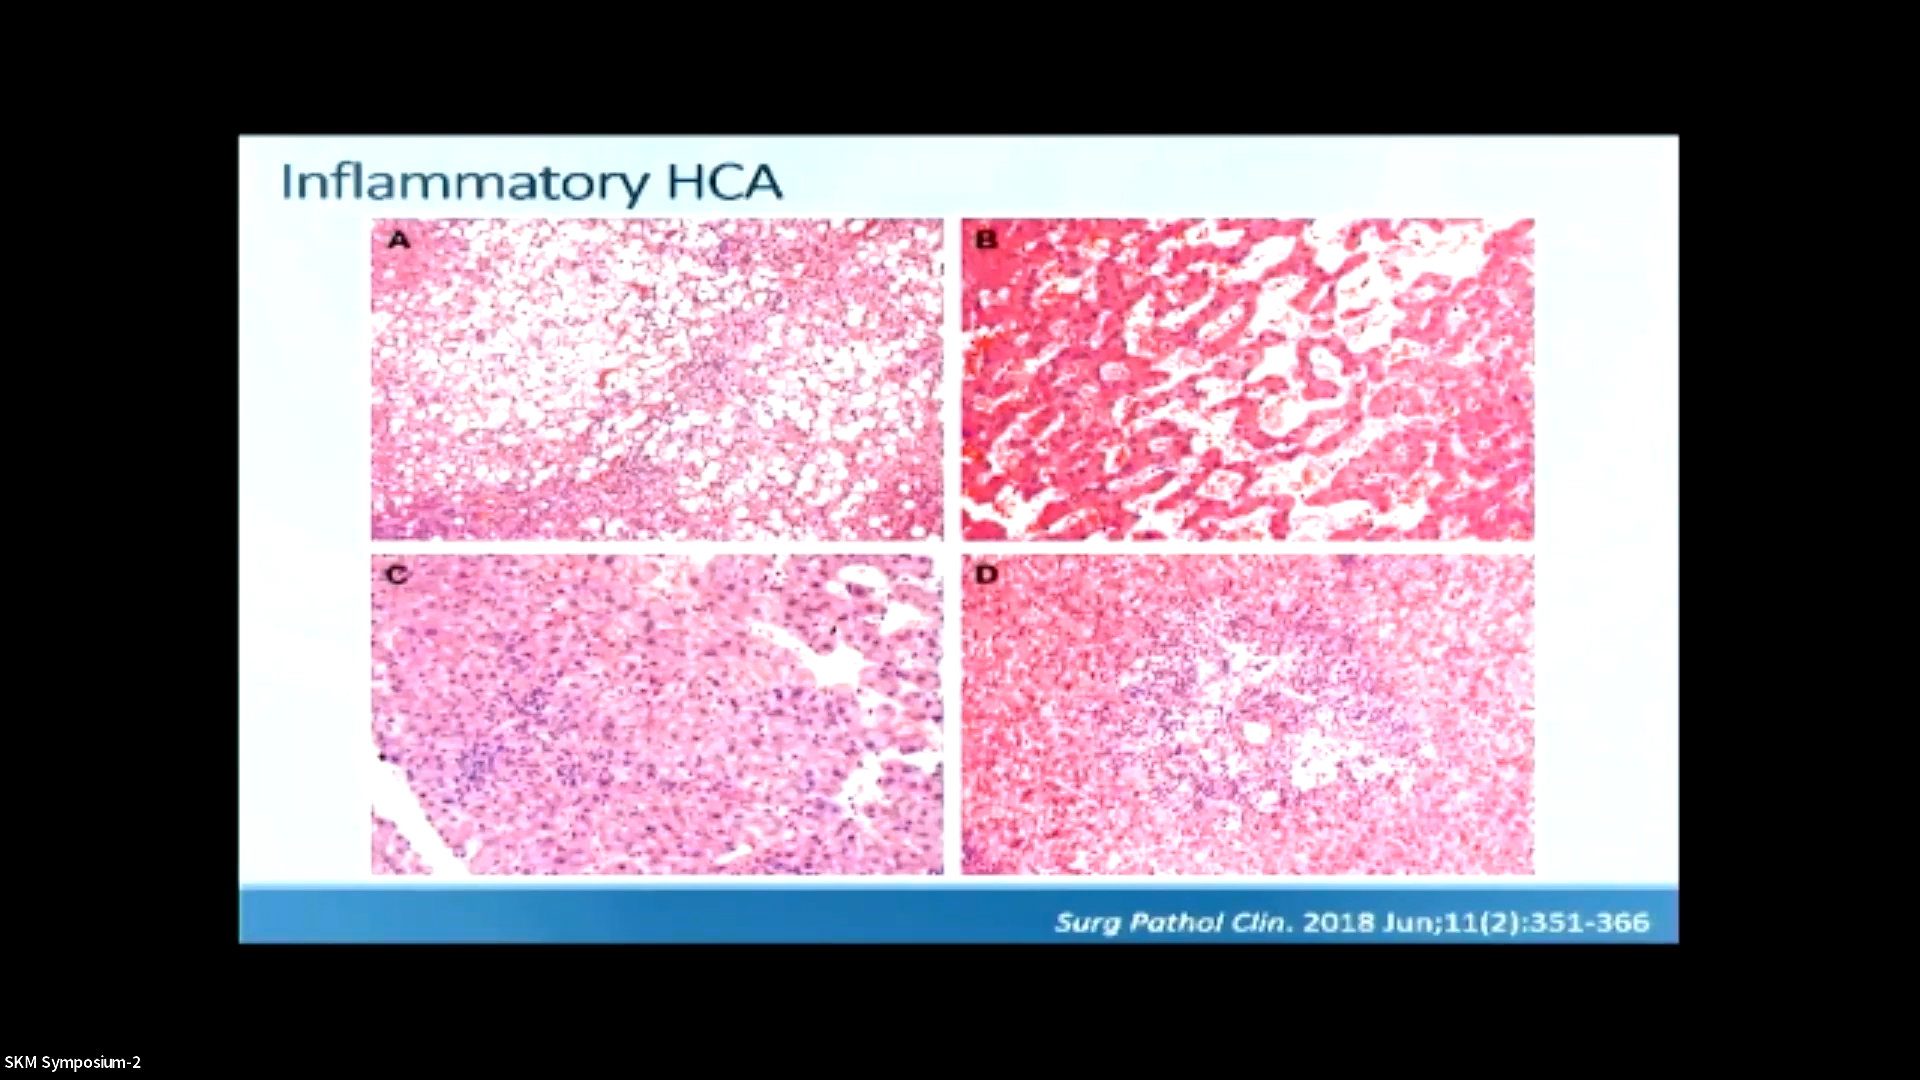 Inflammatory HCA
A
B
C
D
Surg Pathol Clin. 2018 Jun;11(2):351-366
SKM Symposium-2